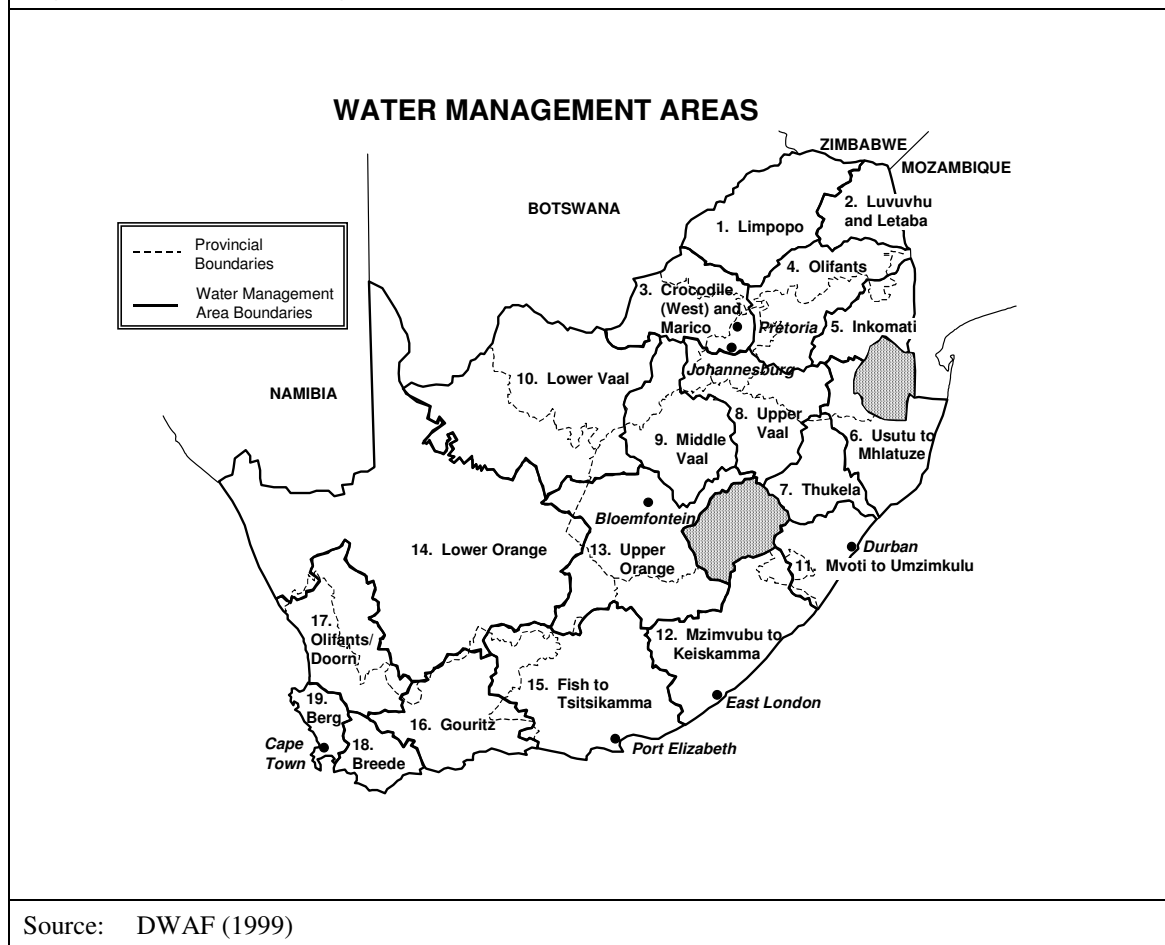 WATER MANAGEMENT AREAS
ZIMBABWE
MOZAMBIQUE
BOTSWANA
2. Luvuvhu
and Letaba
1. Limpopo
Provincial
Boundaries
Water Management
Area Boundaries
4. Olifants
3. Crocodile
(West) and
Marico
Pretoria
5. Inkomati
Johannesburg
10. Lower Vaal
NAMIBIA
8. Upper
Vaal
9. Middle
Vaal
6. Usutu to
Mhlatuze
7. Thukela
Bloemfontein
Durban
14. Lower Orange
13. Upper
Orange
11. Mvoti to Umzimkulu
17.
Olifants/
Doorn
12. Mzimvubu to
Keiskamma
15. Fish to
Tsitsikamma
19.
Berg
East London
16. Gouritz
Cape
Town
18.
Breede
Port Elizabeth
Source: DWAF (1999)